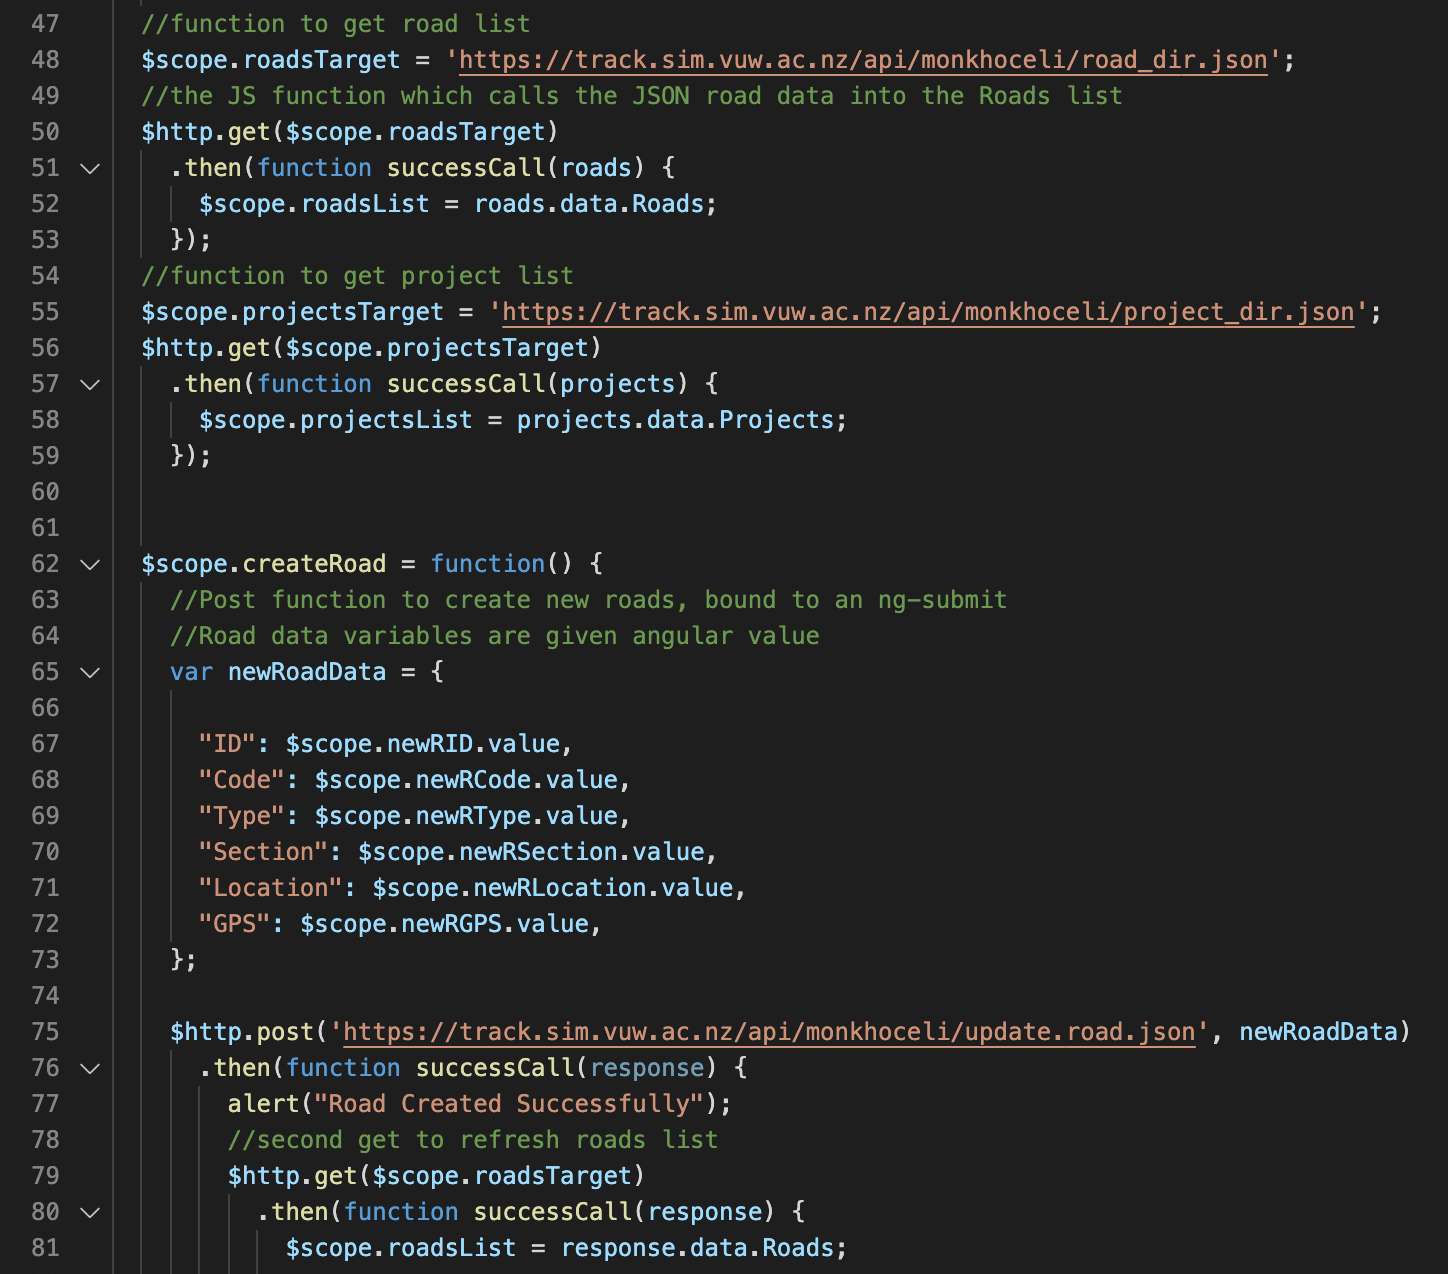 47 //function to get road list
48 $scope.roadsTarget = 'https://track.sim.vuw.ac.nz/api/monkhoceli/road_dir.json';
49 //the JS function which calls the JSON road data into the Roads list
50 $http.get($scope.roadsTarget)
51 .then(function successCall(roads) {
52 $scope.roadsList = roads.data.Roads;
53 });
54 //function to get project list
55 $scope.projectsTarget = 'https://track.sim.vuw.ac.nz/api/monkhoceli/project_dir.json';
56 $http.get($scope.projectsTarget)
57 .then(function successCall(projects) {
58 $scope.projectsList = projects.data.Projects;
59 });
60
61
62 $scope.createRoad = function() {
63 //Post function to create new roads, bound to an ng-submit
64 //Road data variables are given angular value
65 var newRoadData = {
66
67 "ID": $scope.newRID.value,
68 "Code": $scope.newRCode.value,
69 "Type": $scope.newRType.value,
70 "Section": $scope.newRSection.value,
71 "Location": $scope.newRLocation.value,
72 "GPS": $scope.newRGPS.value,
73 };
74
75 $http.post('https://track.sim.vuw.ac.nz/api/monkhoceli/update.road.json', newRoadData)
76 .then(function successCall(response) {
77 alert("Road Created Successfully");
78 //second get to refresh roads list
79 $http.get($scope.roadsTarget)
80 .then(function successCall(response) {
81 $scope.roadsList = response.data.Roads;